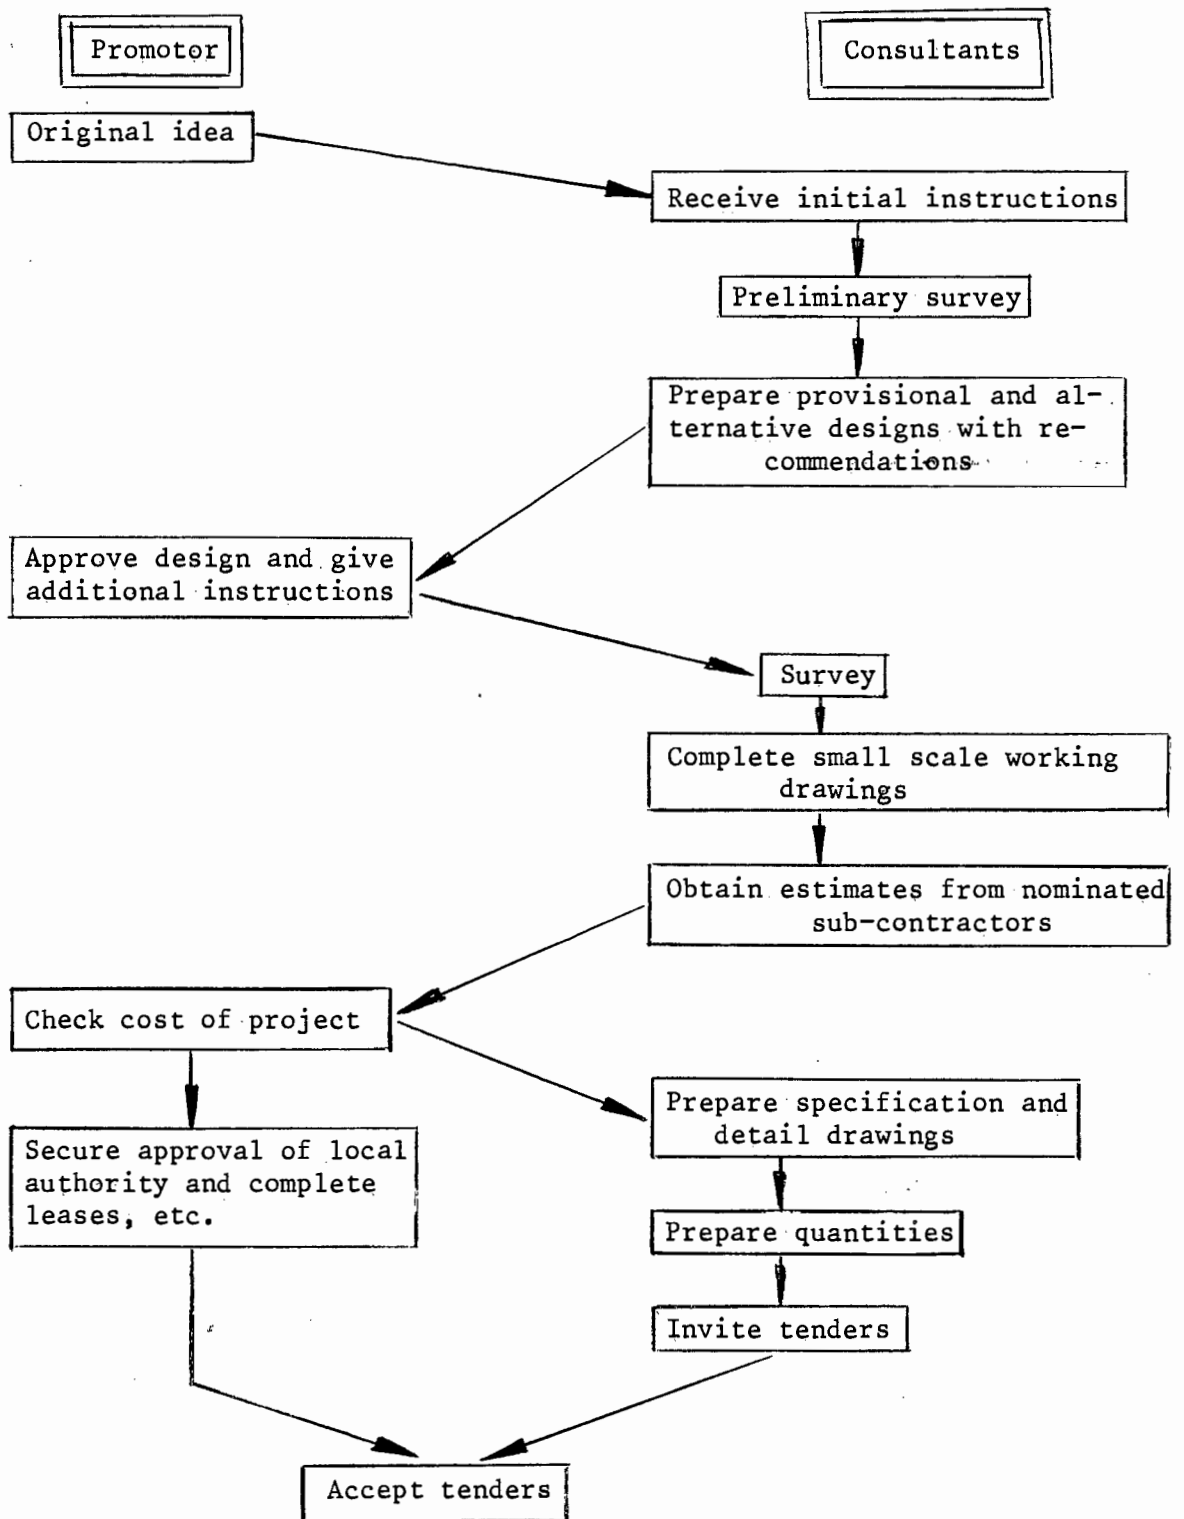 Promotor
Consultants
Original idea
Receive initial instructions
Preliminary survey
Prepare provisional and al-
ternative designs with re-
commendations
Approve design and give
additional instructions
Survey
Complete small scale working
drawings
Obtain estimates from nominated
sub-contractors
Check cost of project
Prepare specification and
detail drawings
Secure approval of local
authority and complete
leases, etc.
Prepare quantities
Invite tenders
Accept tenders